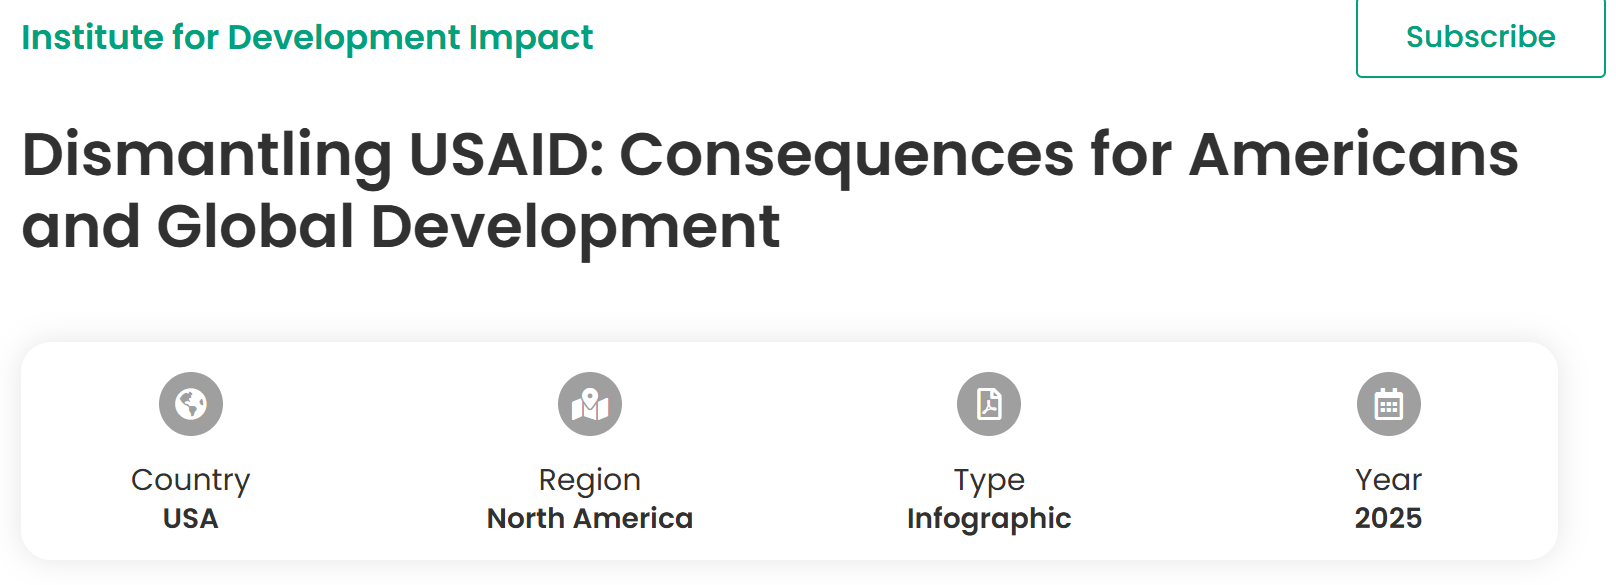 Institute for Development Impact
Subscribe
Dismantling USAID: Consequences for Americans
and Global Development
Country
USA
Region
North America
Type
Infographic
Year
2025